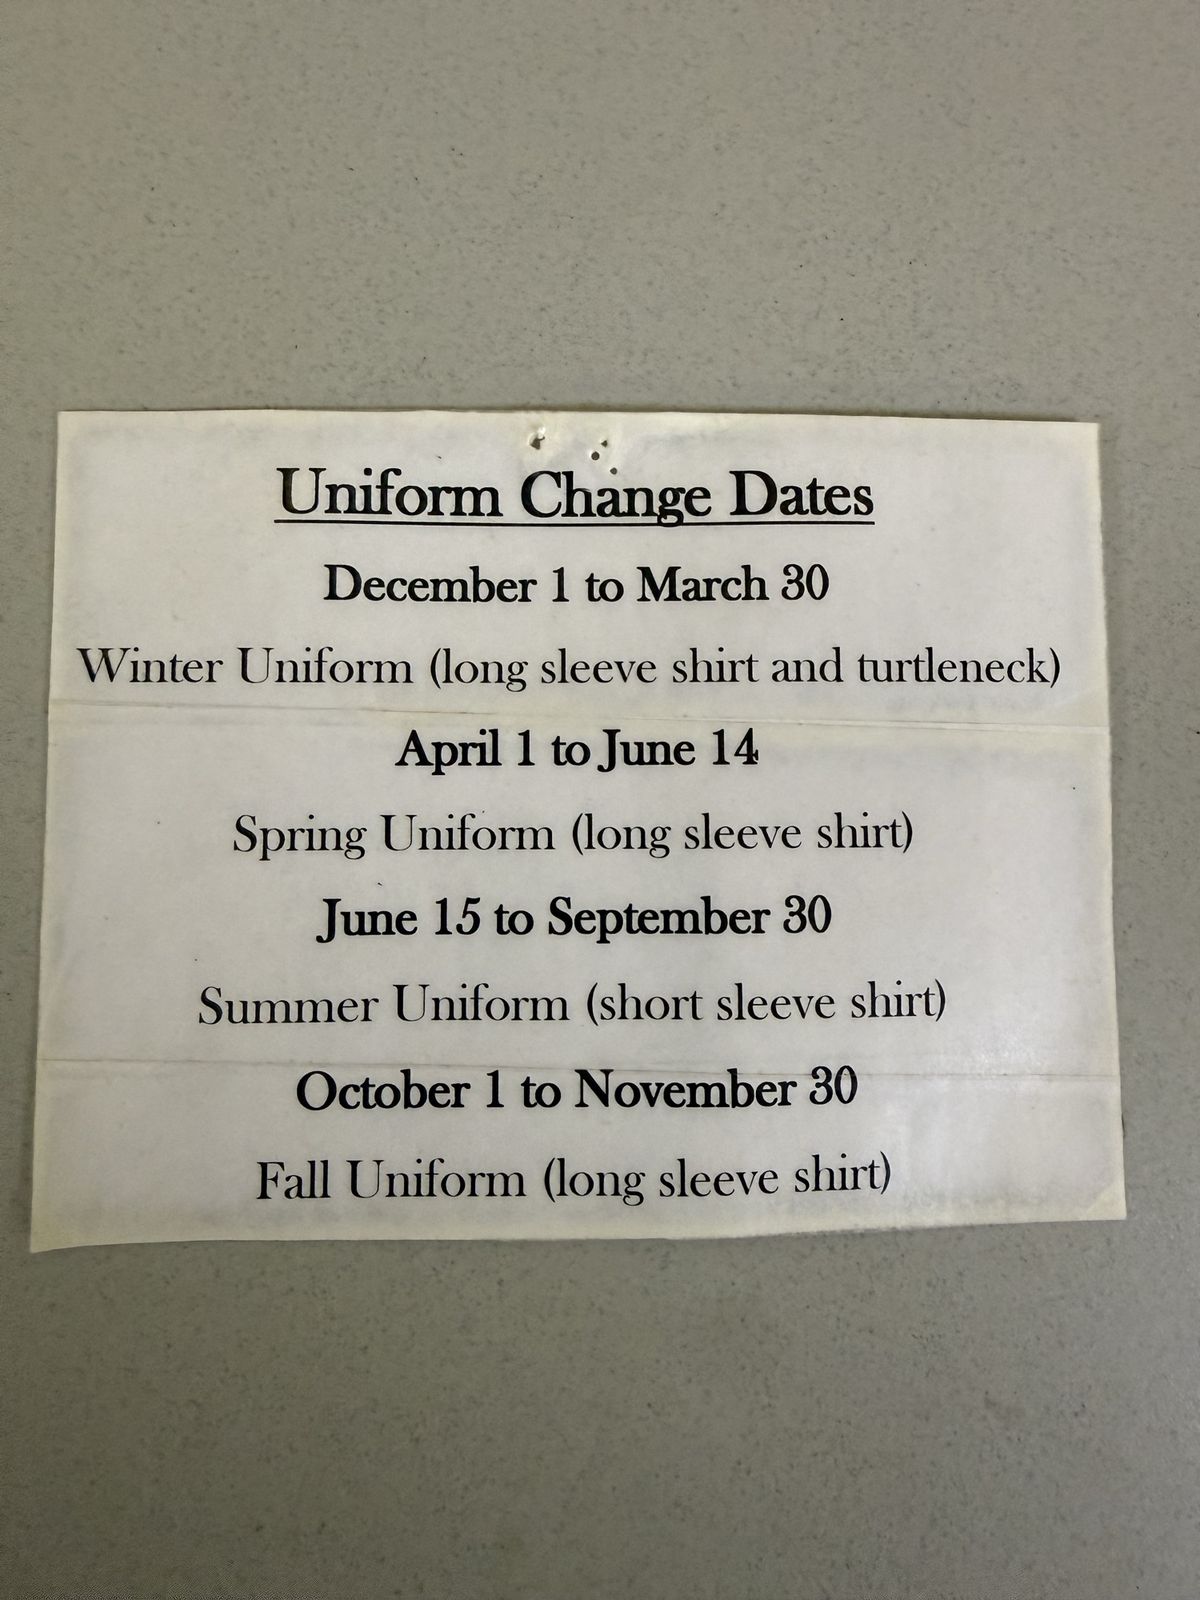 Uniform Change Dates
December 1 to March 30
Winter Uniform (long sleeve shirt and turtleneck)
April 1 to June 14
Spring Uniform (long sleeve shirt)
June 15 to September 30
Summer Uniform (short sleeve shirt)
October 1 to November 30
Fall Uniform (long sleeve shirt)